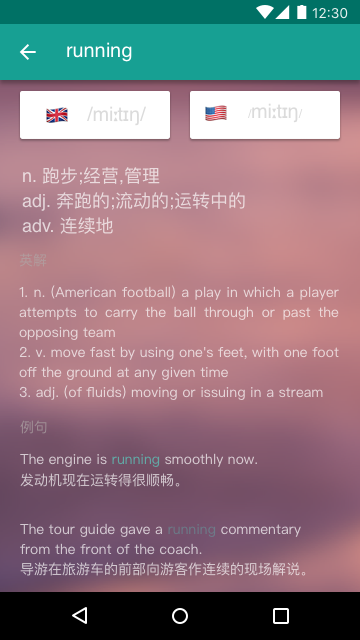 12:30
running
/miːtɪŋ/
/miːtɪŋ/
n. 跑步;经营,管理
adj. 奔跑的;流动的;运转中的
adv. 连续地
英解
1. n. (American football) a play in which a player
attempts to carry the ball through or past the
opposing team
2. v. move fast by using one's feet, with one foot
off the ground at any given time
3. adj. (of fluids) moving or issuing in a stream
例句
The engine is running smoothly now.
发动机现在运转得很顺畅。
The tour guide gave a running commentary
from the front of the coach.
导游在旅游车的前部向游客作连续的现场解说。